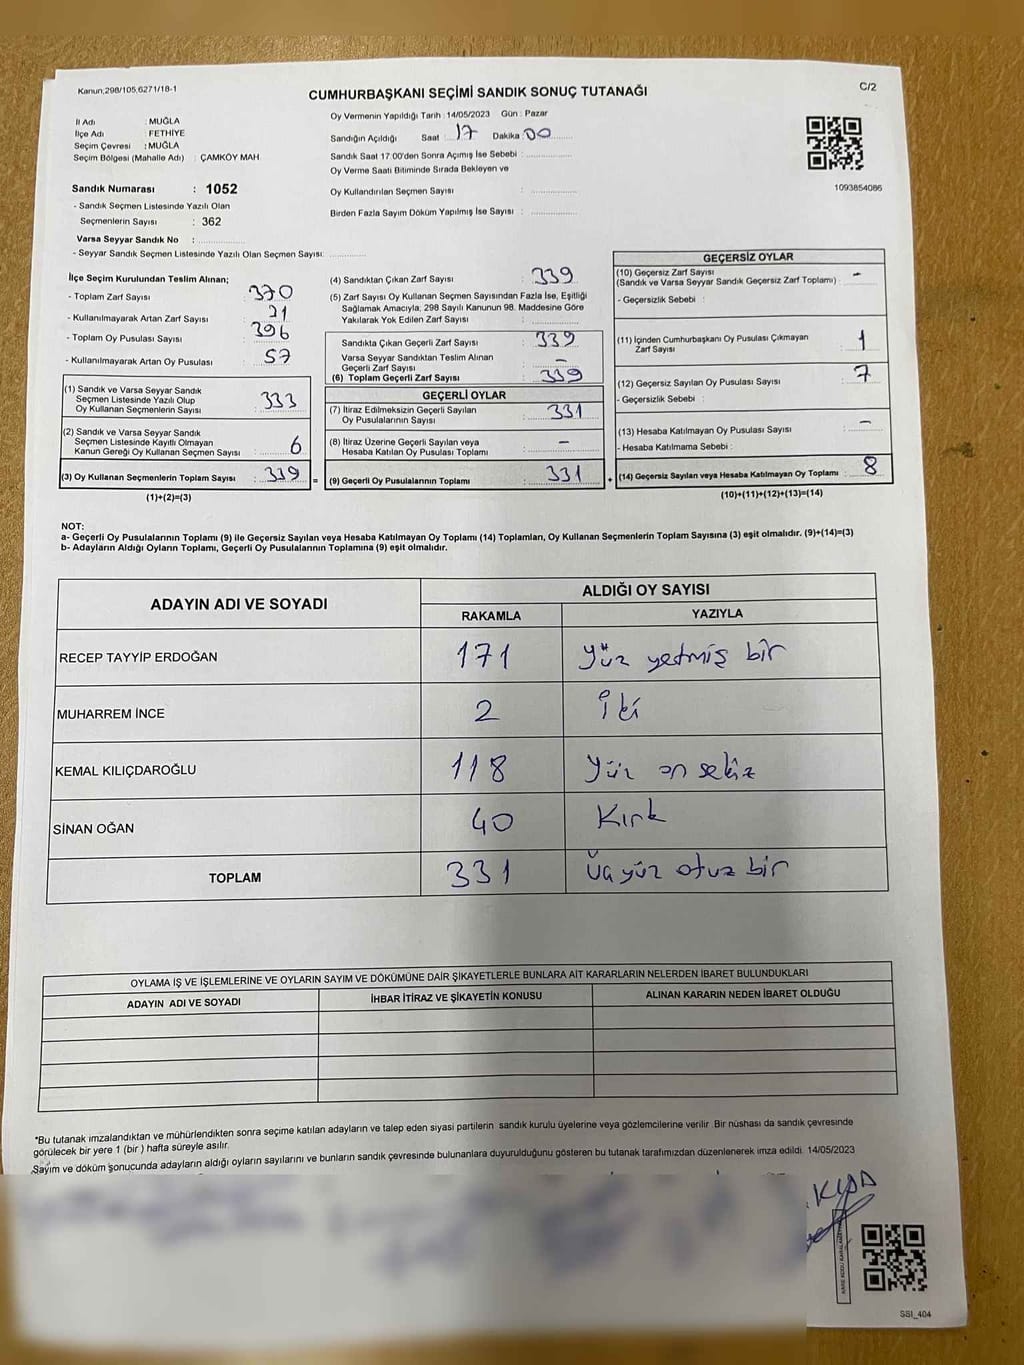 Kanun,298/105,6271/18-1
CUMHURBAŞKANI SEÇİMİ SANDIK SONUÇ TUTANAĞI
C/2
İl Adı : MUĞLA
İlçe Adı : FETHİYE
Seçim Çevresi : MUĞLA
Seçim Bölgesi (Mahalle Adı) : ÇAMKÖY MAH.
Sandık Numarası : 1052
- Sandık Seçmen Listesinde Yazılı Olan
Seçmenlerin Sayısı : 362
Varsa Seyyar Sandık No :
- Seyyar Sandık Seçmen Listesinde Yazılı Olan Seçmen Sayısı:
Oy Vermenin Yapıldığı Tarih : 14/05/2023 Gün : Pazar
Sandığın Açıldığı Saat 17 Dakika 00
Sandık Saat 17.00'den Sonra Açımış İse Sebebi :
Oy Verme Saati Bitiminde Sırada Bekleyen ve
Oy Kullandırılan Seçmen Sayısı :
Birden Fazla Sayım Döküm Yapılmış İse Sayısı :
1093854086
İlçe Seçim Kurulundan Teslim Alınan;
- Toplam Zarf Sayısı : 370
- Kullanılmayarak Artan Zarf Sayısı : 21
- Toplam Oy Pusulası Sayısı : 396
- Kullanılmayarak Artan Oy Pusulası : 57
(1) Sandık ve Varsa Seyyar Sandık
Seçmen Listesinde Yazılı Olup
Oy Kullanan Seçmenlerin Sayısı : 333
(2) Sandık ve Varsa Seyyar Sandık
Seçmen Listesinde Kayıtlı Olmayan
Kanun Gereği Oy Kullanan Seçmen Sayısı : 6
(3) Oy Kullanan Seçmenlerin Toplam Sayısı : 339 =
(1)+(2)=(3)
(4) Sandıktan Çıkan Zarf Sayısı : 339
(5) Zarf Sayısı Oy Kullanan Seçmen Sayısından Fazla İse, Eşitliği
Sağlamak Amacıyla, 298 Sayılı Kanunun 98. Maddesine Göre
Yakılarak Yok Edilen Zarf Sayısı :
Sandıkta Çıkan Geçerli Zarf Sayısı : 339
Varsa Seyyar Sandıktan Teslim Alınan
Geçerli Zarf Sayısı : -
(6) Toplam Geçerli Zarf Sayısı : 339
GEÇERLİ OYLAR
(7) İtiraz Edilmeksizin Geçerli Sayılan
Oy Pusulalarının Sayısı : 331
(8) İtiraz Üzerine Geçerli Sayılan veya
Hesaba Katılan Oy Pusulası Toplamı : -
(9) Geçerli Oy Pusulalarının Toplamı : 331 +
GEÇERSİZ OYLAR
(10) Geçersiz Zarf Sayısı
(Sandık ve Varsa Seyyar Sandık Geçersiz Zarf Toplamı) : -
- Geçersizlik Sebebi :
(11) İçinden Cumhurbaşkanı Oy Pusulası Çıkmayan
Zarf Sayısı : 1
(12) Geçersiz Sayılan Oy Pusulası Sayısı : 7
- Geçersizlik Sebebi :
(13) Hesaba Katılmayan Oy Pusulası Sayısı : -
- Hesaba Katılmama Sebebi :
(14) Geçersiz Sayılan veya Hesaba Katılmayan Oy Toplamı : 8
(10)+(11)+(12)+(13)=(14)
NOT:
a- Geçerli Oy Pusulalarının Toplamı (9) ile Geçersiz Sayılan veya Hesaba Katılmayan Oy Toplamı (14) Toplamları, Oy Kullanan Seçmenlerin Toplam Sayısına (3) eşit olmalıdır. (9)+(14)=(3)
b- Adayların Aldığı Oyların Toplamı, Geçerli Oy Pusulalarının Toplamına (9) eşit olmalıdır.
ADAYIN ADI VE SOYADI
ALDIĞI OY SAYISI
RAKAMLA YAZIYLA
RECEP TAYYİP ERDOĞAN 171 yüz yetmiş bir
MUHARREM İNCE 2 iki
KEMAL KILIÇDAROĞLU 118 yüz on sekiz
SİNAN OĞAN 40 Kırk
TOPLAM 331 üç yüz otuz bir
OYLAMA İŞ VE İŞLEMLERİNE VE OYLARIN SAYIM VE DÖKÜMÜNE DAİR ŞİKAYETLERLE BUNLARA AİT KARARLARIN NELERDEN İBARET BULUNDUKLARI
ADAYIN ADI VE SOYADI İHBAR İTİRAZ VE ŞİKAYETİN KONUSU ALINAN KARARIN NEDEN İBARET OLDUĞU
*Bu tutanak imzalandıktan ve mühürlendikten sonra seçime katılan adayların ve talep eden siyasi partilerin sandık kurulu üyelerine veya gözlemcilerine verilir. Bir nüshası da sandık çevresinde
görülecek bir yere 1 (bir ) hafta süreyle asılır.
Sayım ve döküm sonucunda adayların aldığı oyların sayılarını ve bunların sandık çevresinde bulunanlara duyurulduğunu gösteren bu tutanak tarafımızdan düzenlenerek imza edildi. 14/05/2023
SSI_404